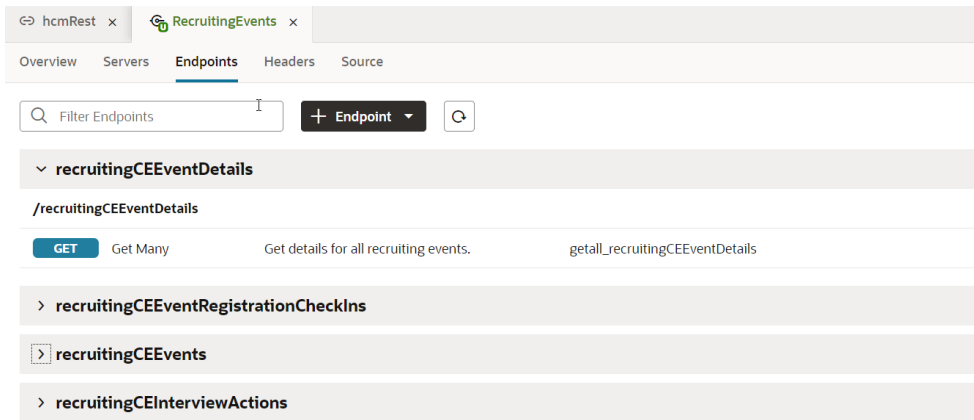 hcmRest × RecruitingEvents ×
Overview Servers Endpoints Headers Source
Filter Endpoints + Endpoint
recruitingCEEventDetails
/recruitingCEEventDetails
GET Get Many Get details for all recruiting events. getall_recruitingCEEventDetails
recruitingCEEventRegistrationCheckIns
recruitingCEEvents
recruitingCEInterviewActions